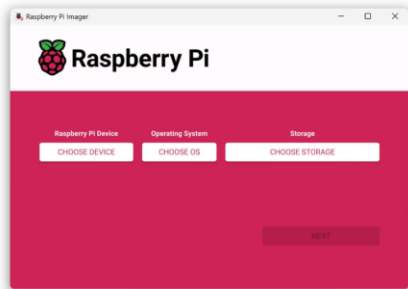 Raspberry Pi Imager
Raspberry Pi
Raspberry Pi Device Operating System Storage
CHOOSE DEVICE CHOOSE OS CHOOSE STORAGE
NEXT